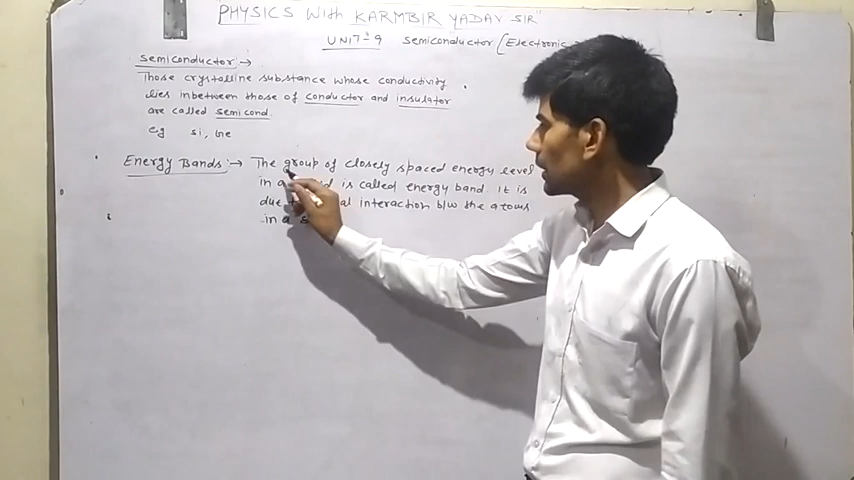 PHYSICS With KARMBIR YADAV SIR
UNIT-9 Semiconductor [Electronic
Semiconductor →
Those crystalline substance whose conductivity
lies inbetween those of conductor and insulator
are called semicond.
eg si, Ge
Energy Bands:→ The group of closely spaced energy level
in a is called energy band. It is
due interaction b/w the atoms
in a s